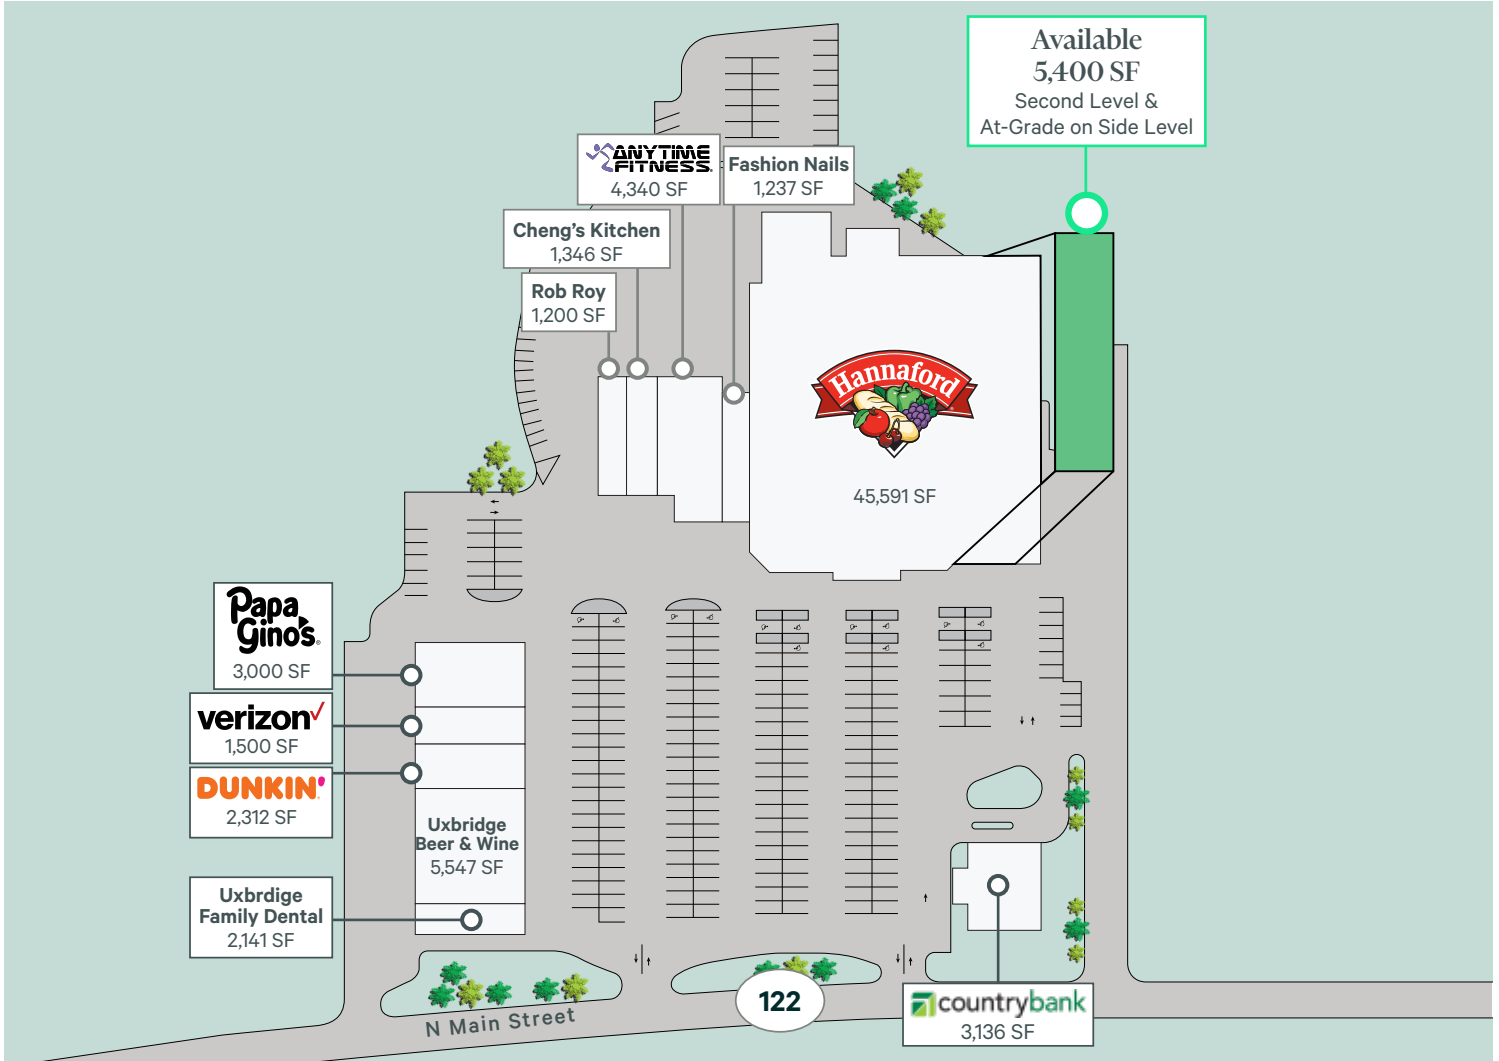 Available
5,400 SF
Second Level &
At-Grade on Side Level
ANYTIME
FITNESS
4,340 SF
Fashion Nails
1,237 SF
Cheng's Kitchen
1,346 SF
Rob Roy
1,200 SF
Hannaford
45,591 SF
Papa
Gino's
3,000 SF
verizon
1,500 SF
DUNKIN'
2,312 SF
Uxbridge
Beer & Wine
5,547 SF
Uxbrdige
Family Dental
2,141 SF
122
N Main Street
countrybank
3,136 SF